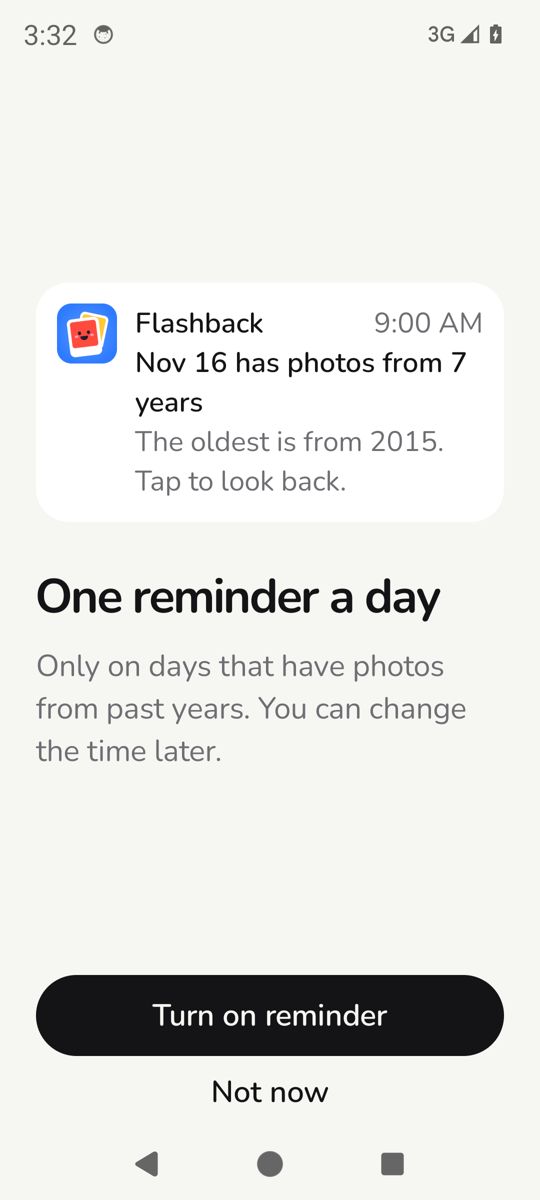 3:32
3G
Flashback
9:00 AM
Nov 16 has photos from 7
years
The oldest is from 2015.
Tap to look back.
One reminder a day
Only on days that have photos
from past years. You can change
the time later.
Turn on reminder
Not now